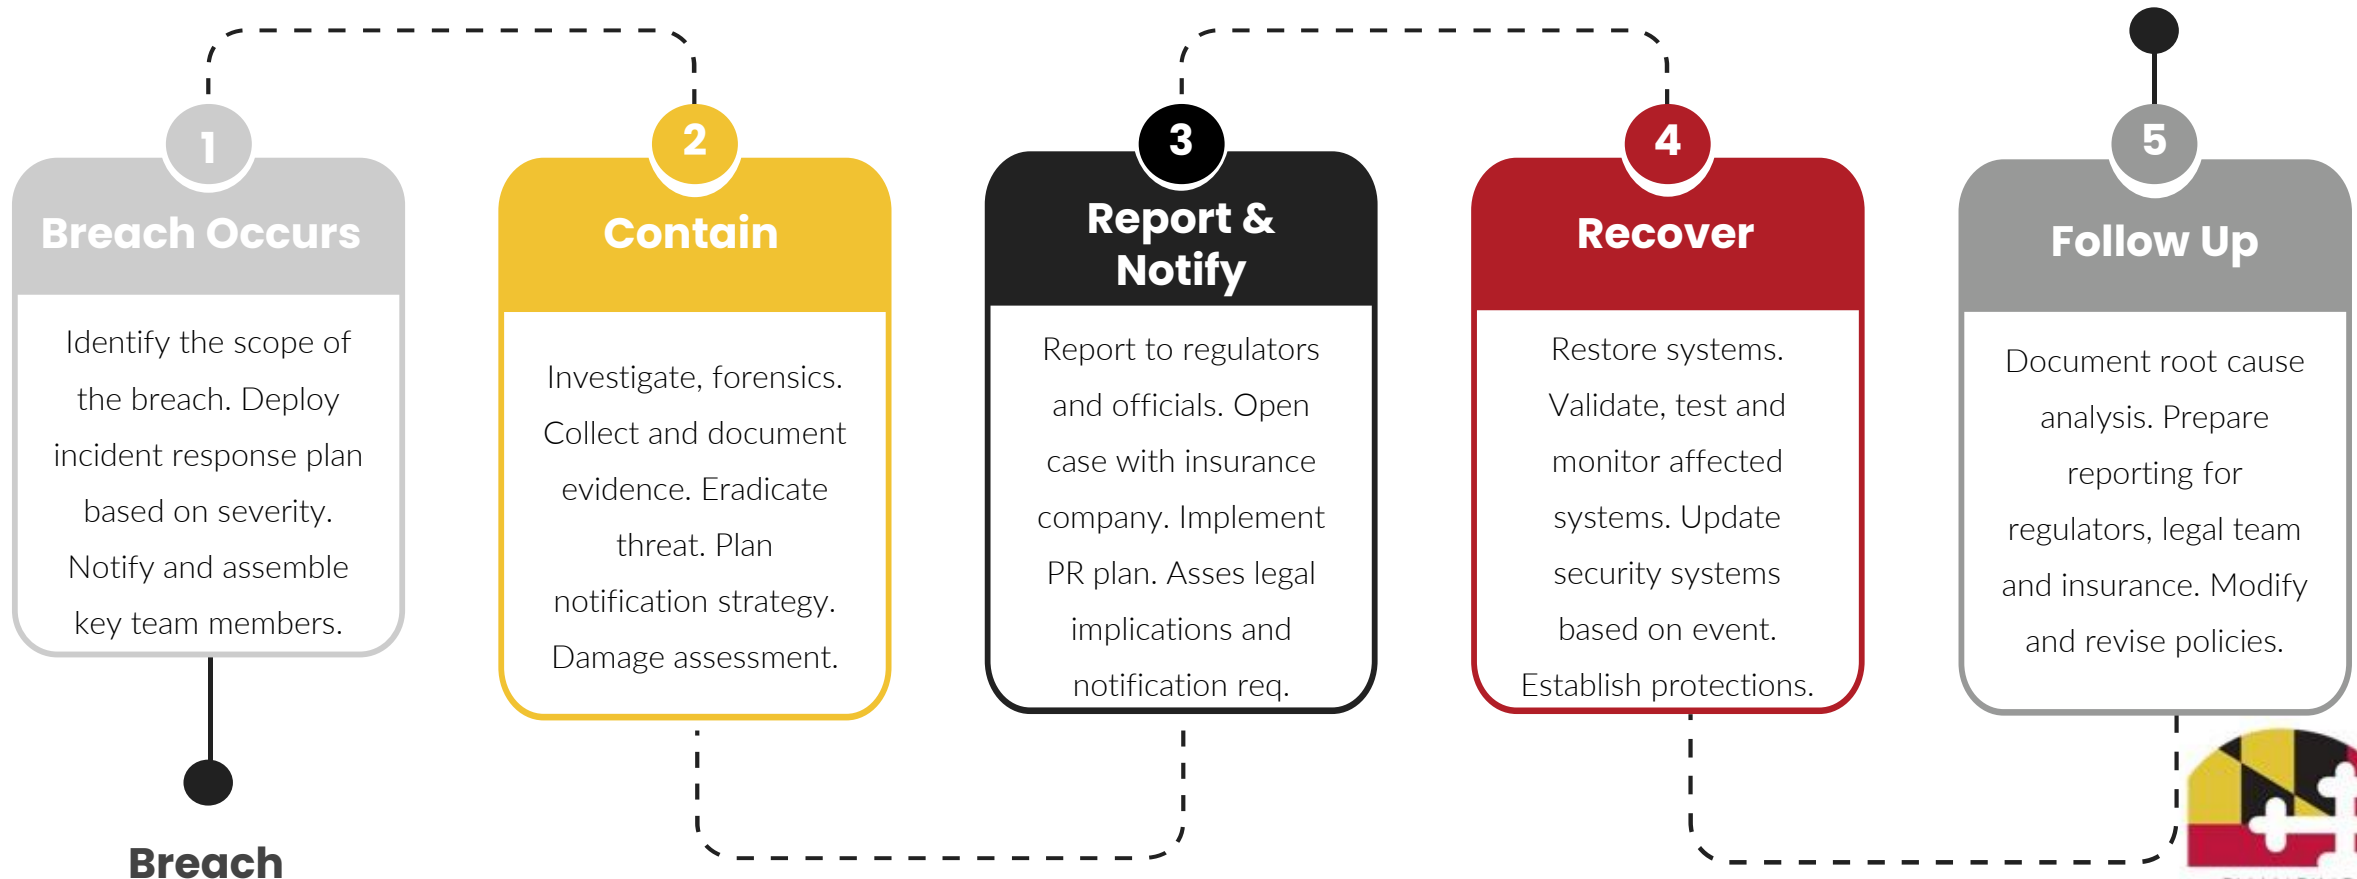 1
Breach Occurs
Identify the scope of
the breach. Deploy
incident response plan
based on severity.
Notify and assemble
key team members.
Breach
2
Contain
Investigate, forensics.
Collect and document
evidence. Eradicate
threat. Plan
notification strategy.
Damage assessment.
3
Report &
Notify
Report to regulators
and officials. Open
case with insurance
company. Implement
PR plan. Asses legal
implications and
notification req.
4
Recover
Restore systems.
Validate, test and
monitor affected
systems. Update
security systems
based on event.
Establish protections.
5
Follow Up
Document root cause
analysis. Prepare
reporting for
regulators, legal team
and insurance. Modify
and revise policies.